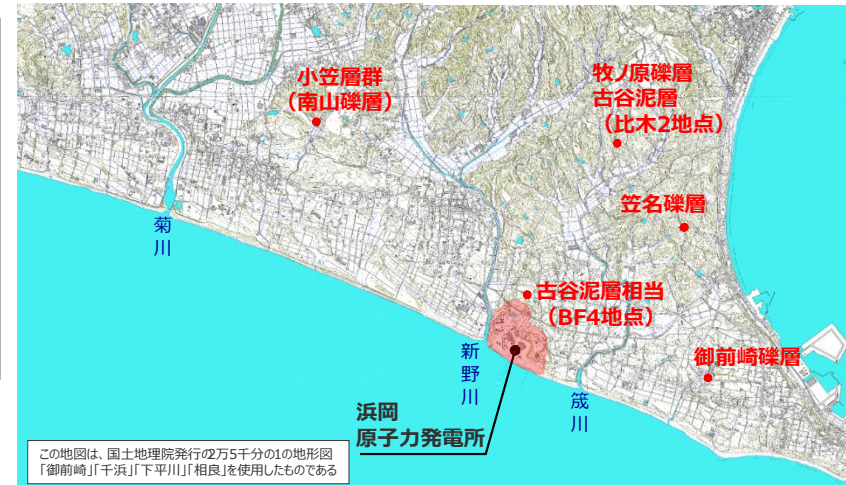 小笠層群
(南山礫層)
牧ノ原礫層
古谷泥層
(比木2地点)
笠名礫層
古谷泥層相当
(BF4地点)
御前崎礫層
菊川
新野川
筬川
浜岡
原子力発電所
この地図は、国土地理院発行の2万5千分の1の地形図
「御前崎」「千浜」「下平川」「相良」を使用したものである